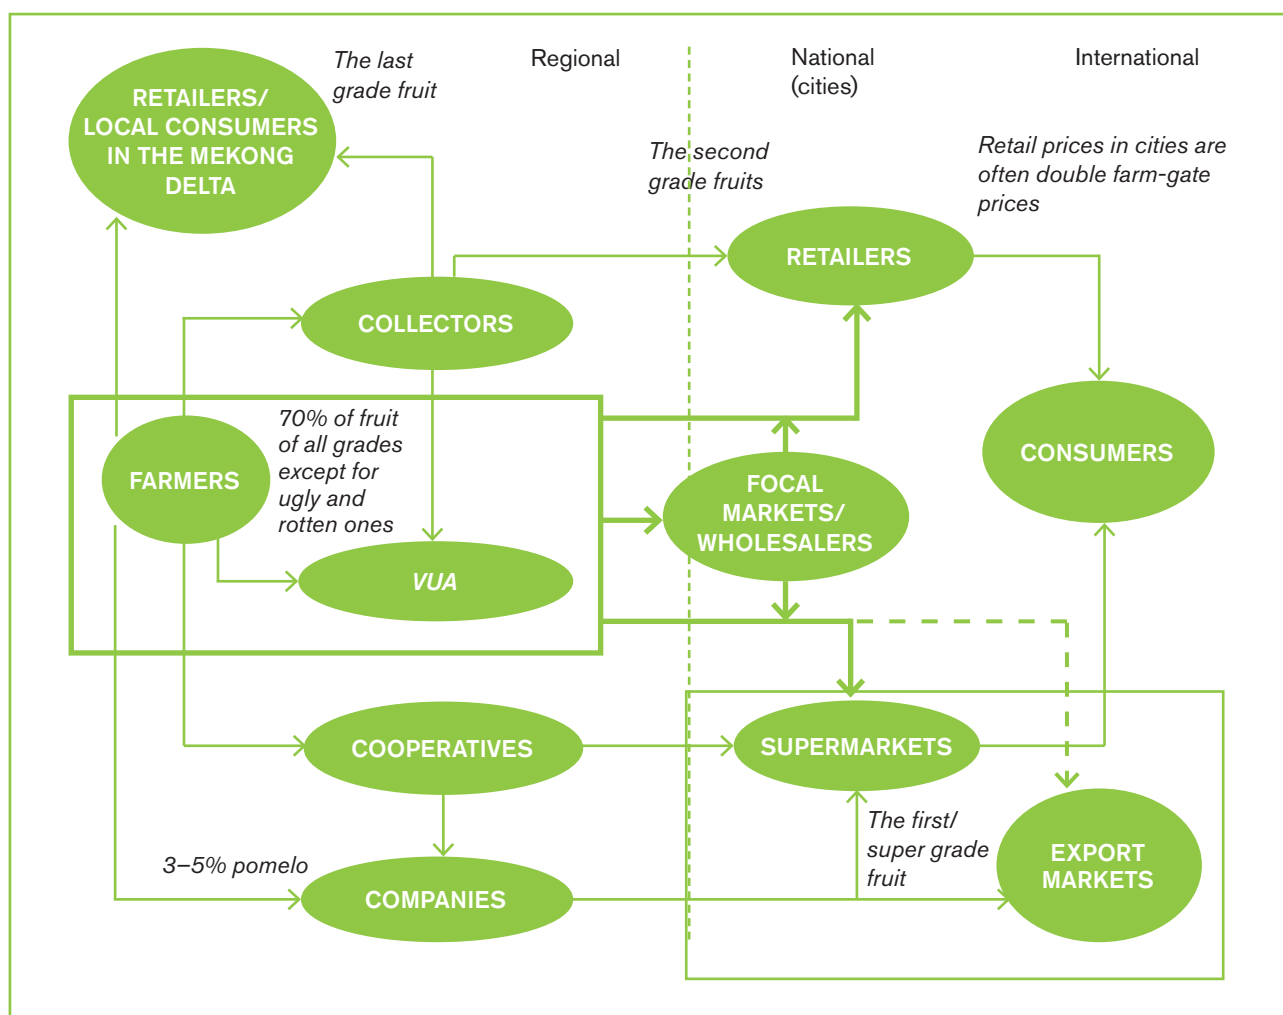 Regional
National
(cities)
International
The last
grade fruit
RETAILERS/
LOCAL CONSUMERS
IN THE MEKONG
DELTA
The second
grade fruits
Retail prices in cities are
often double farm-gate
prices
RETAILERS
COLLECTORS
70% of fruit
of all grades
except for
ugly and
rotten ones
FARMERS
CONSUMERS
FOCAL
MARKETS/
WHOLESALERS
VUA
COOPERATIVES
SUPERMARKETS
The first/
super grade
fruit
3–5% pomelo
EXPORT
MARKETS
COMPANIES